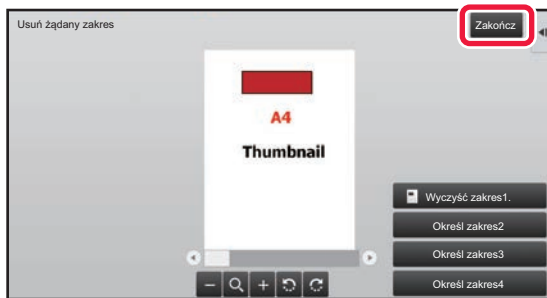 Usuń żądany zakres
Zakończ
A4
Thumbnail
Wyczyść zakres1.
Określ zakres2
Określ zakres3
Określ zakres4